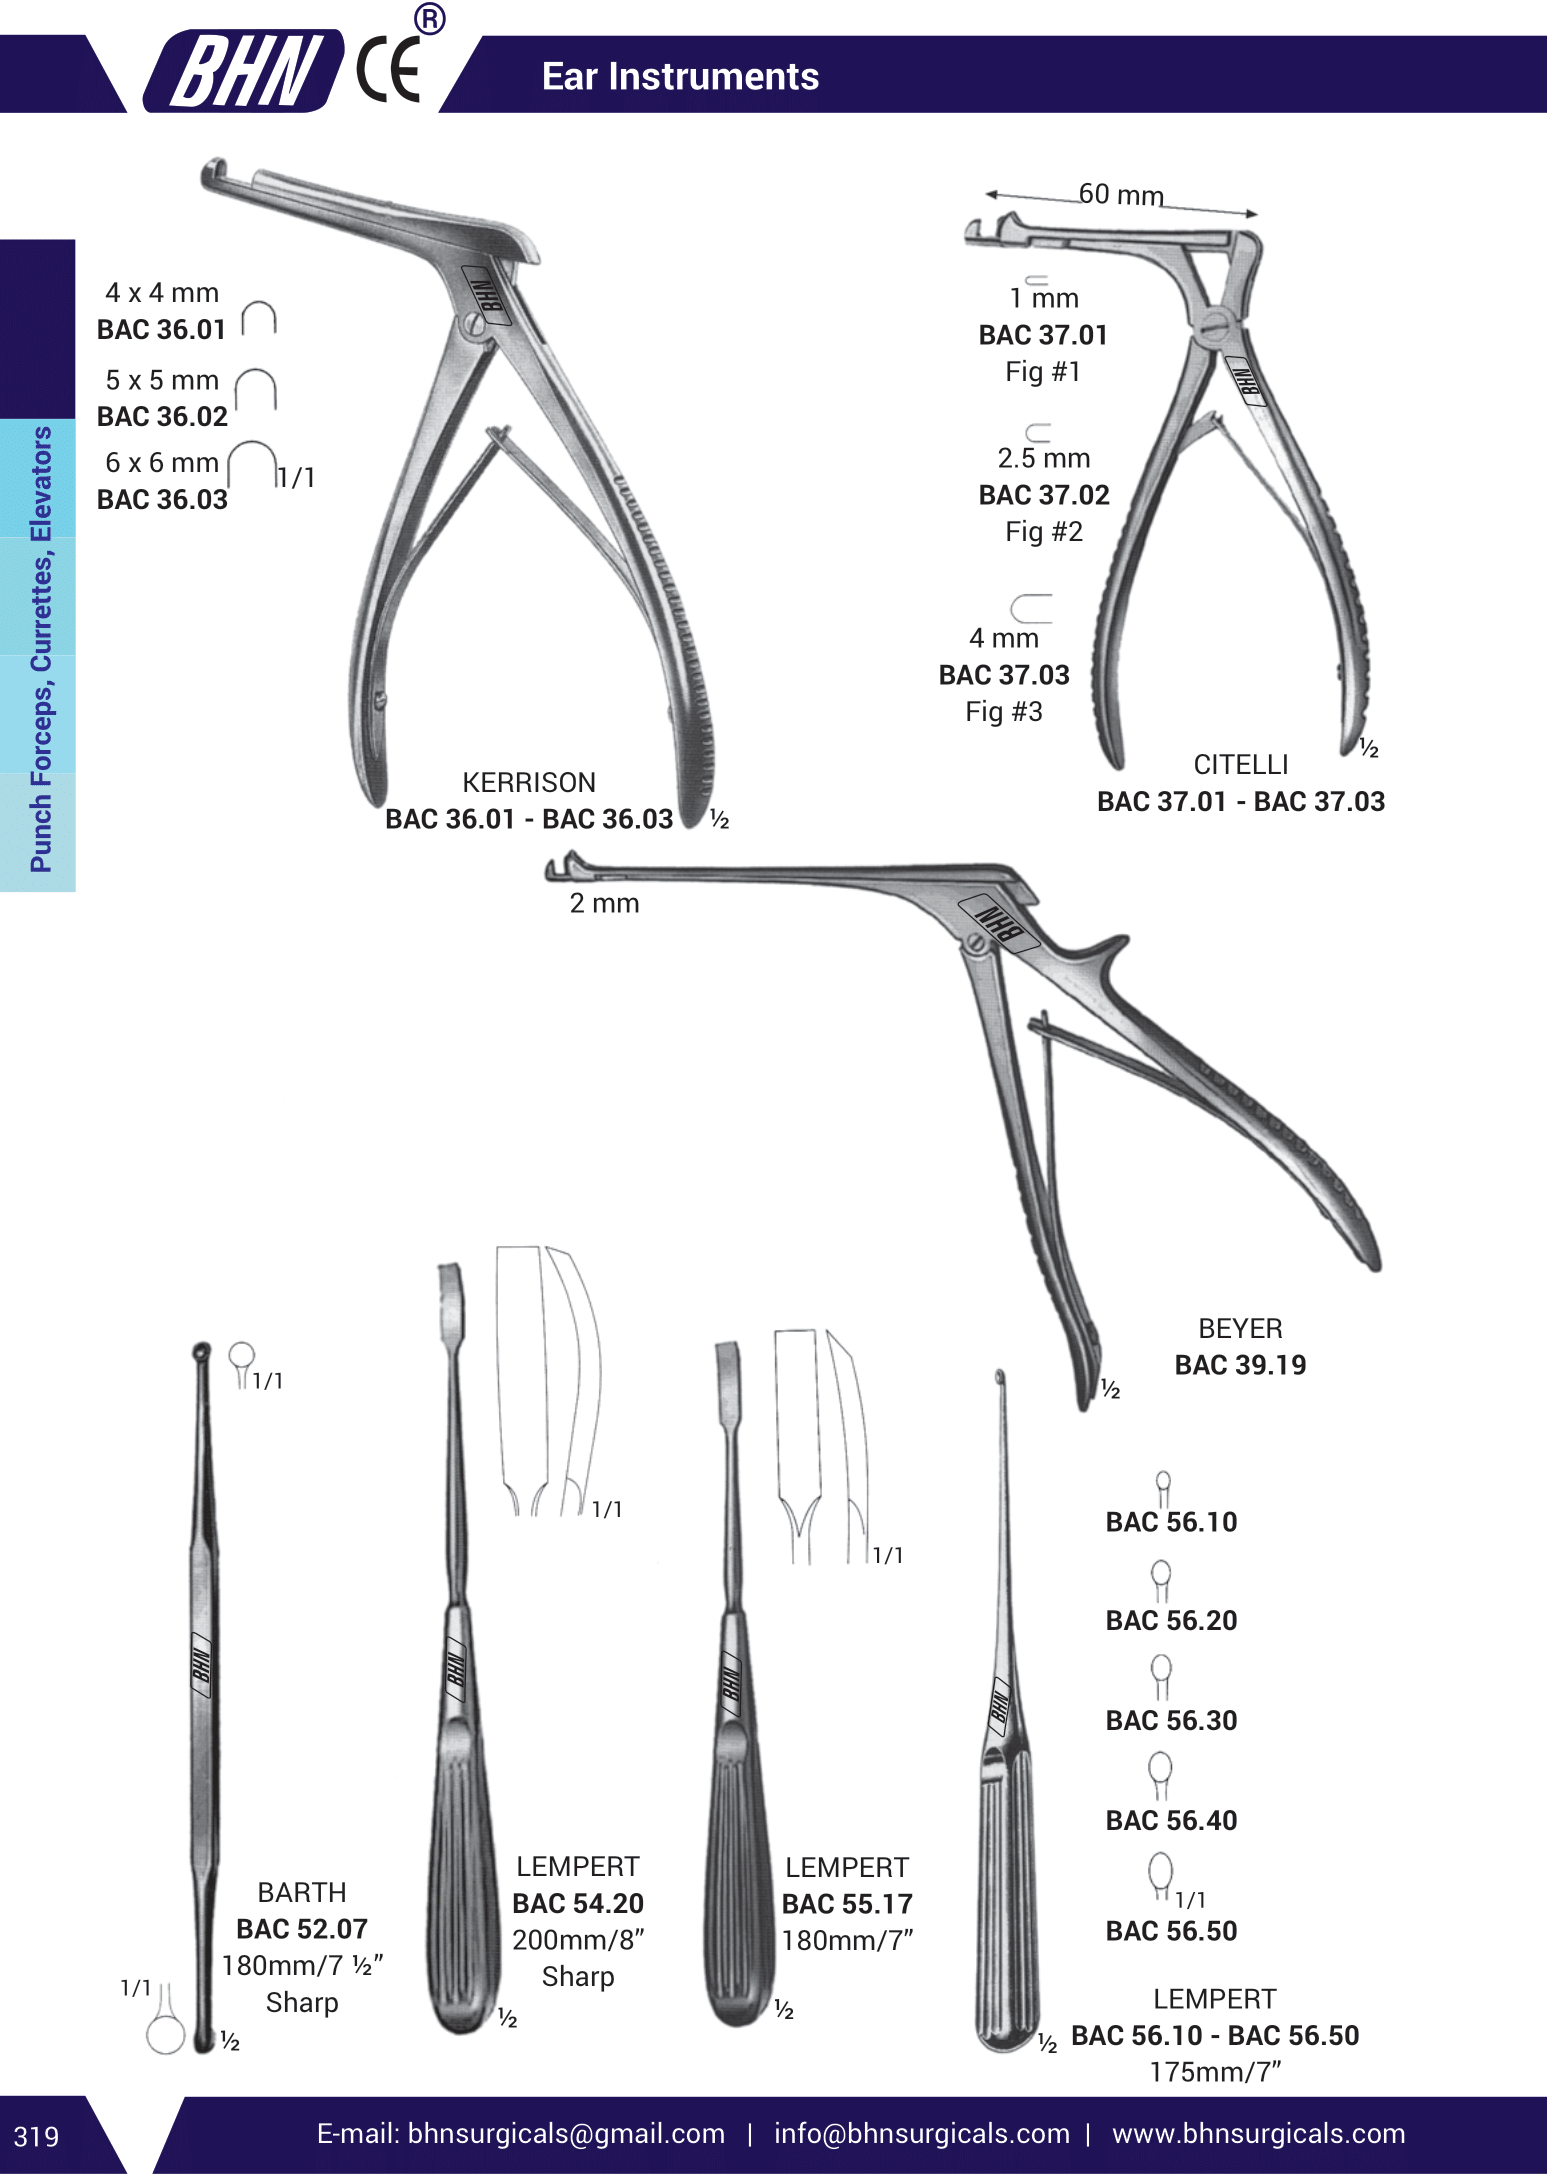 BHN CE ®
Ear Instruments
Punch Forceps, Currettes, Elevators
4 x 4 mm
BAC 36.01
5 x 5 mm
BAC 36.02
6 x 6 mm
1/1
BAC 36.03
BHN
KERRISON
BAC 36.01 - BAC 36.03
½
60 mm
1 mm
BAC 37.01
Fig #1
2.5 mm
BAC 37.02
Fig #2
4 mm
BAC 37.03
Fig #3
BHN
½
CITELLI
BAC 37.01 - BAC 37.03
2 mm
BHN
BEYER
BAC 39.19
½
1/1
BHN
BARTH
BAC 52.07
180mm/7 ½”
Sharp
1/1
½
1/1
BHN
LEMPERT
BAC 54.20
200mm/8”
Sharp
½
1/1
BHN
LEMPERT
BAC 55.17
180mm/7”
½
BHN
BAC 56.10
BAC 56.20
BAC 56.30
BAC 56.40
1/1
BAC 56.50
LEMPERT
½
BAC 56.10 - BAC 56.50
175mm/7”
319
E-mail: bhnsurgicals@gmail.com | info@bhnsurgicals.com | www.bhnsurgicals.com